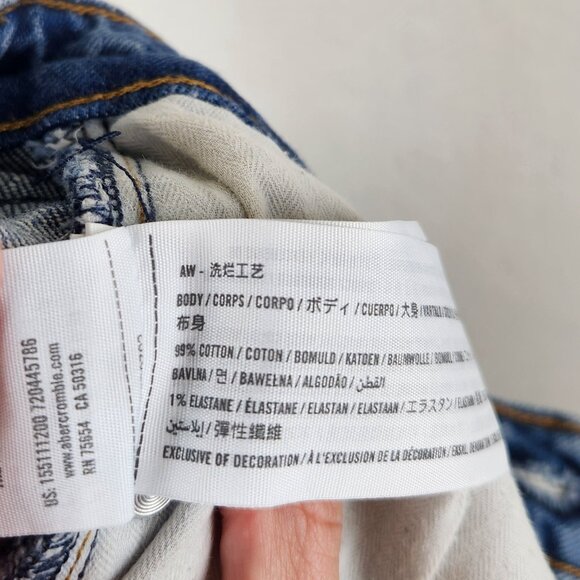 AW - 洗烂工艺
BODY / CORPS / CORPO / ボディ / CUERPO / 大身 /
布身
99% COTTON / COTON / BOMULD / KATOEN / BAUMWOLLE /
BAVLNA / 면 / BAWEŁNA / ALGODÃO / القطن /
1% ELASTANE / ÉLASTANE / ELASTAN / ELASTAAN / エラスタン /
إيلاستين / 彈性纖維
EXCLUSIVE OF DECORATION / À L'EXCLUSION DE LA DÉCORATION /
US: 155111200 720445786
www.abercrombie.com
RN 75654 CA 50316